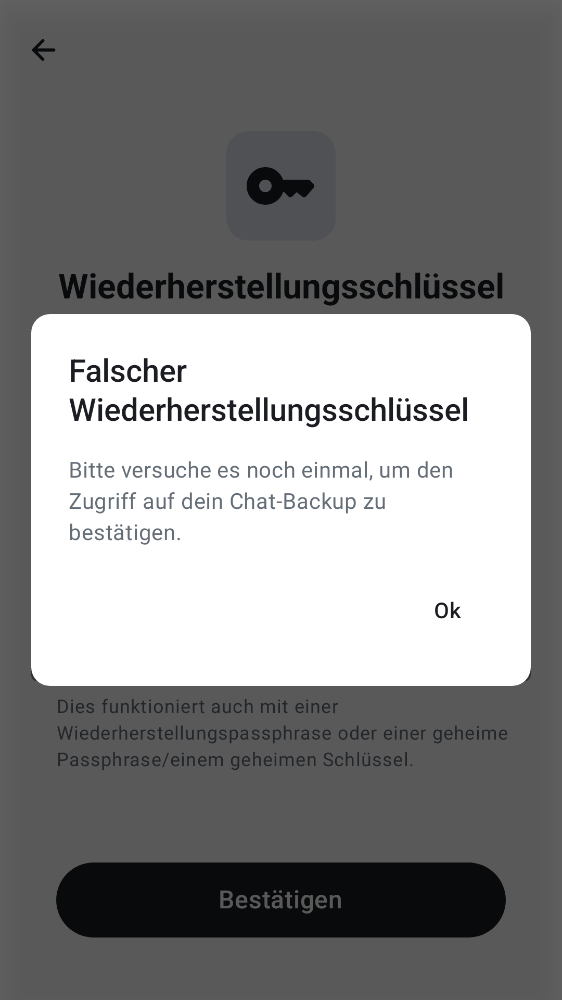 Wiederherstellungsschlüssel
Falscher
Wiederherstellungsschlüssel
Bitte versuche es noch einmal, um den
Zugriff auf dein Chat-Backup zu
bestätigen.
Ok
Dies funktioniert auch mit einer
Wiederherstellungspassphrase oder einer geheime
Passphrase/einem geheimen Schlüssel.
Bestätigen